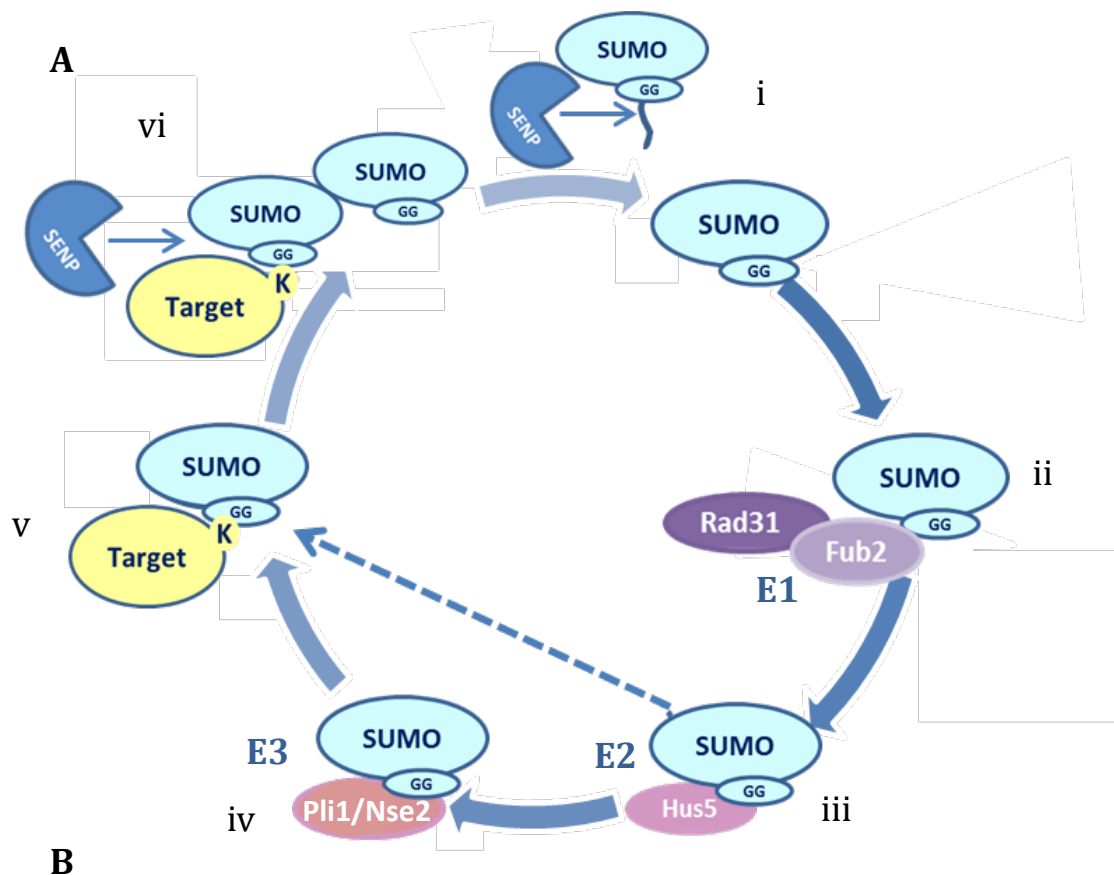 A
SUMO
GG
SENP
i
vi
SUMO
GG
SUMO
GG
SENP
K
Target
SUMO
GG
SUMO
GG
ii
Rad31
Fub2
E1
SUMO
GG
K
Target
v
SUMO
GG
E3
Pli1/Nse2
iv
E2
SUMO
GG
Hus5
iii
B